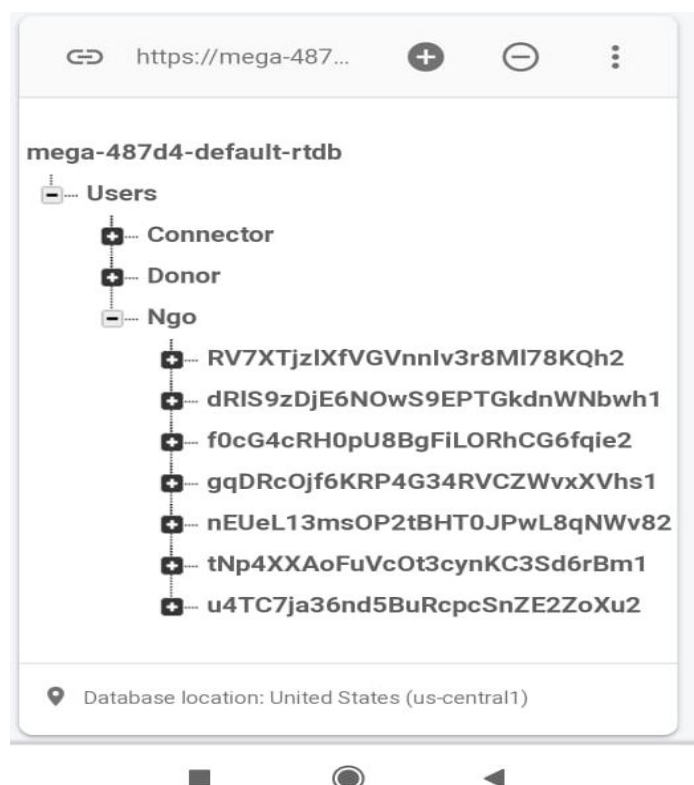 https://mega-487...
mega-487d4-default-rtdb
Users
Connector
Donor
Ngo
RV7XTjzlXfVGVnnlv3r8Ml78KQh2
dRlS9zDjE6NOwS9EPTGkdnWNbwh1
f0cG4cRH0pU8BgFiLORhCG6fqie2
gqDRcOjf6KRP4G34RVCZWvxXVhs1
nEUeL13msOP2tBHT0JPwL8qNWv82
tNp4XXAoFuVcOt3cynKC3Sd6rBm1
u4TC7ja36nd5BuRcpcSnZE2ZoXu2
Database location: United States (us-central1)